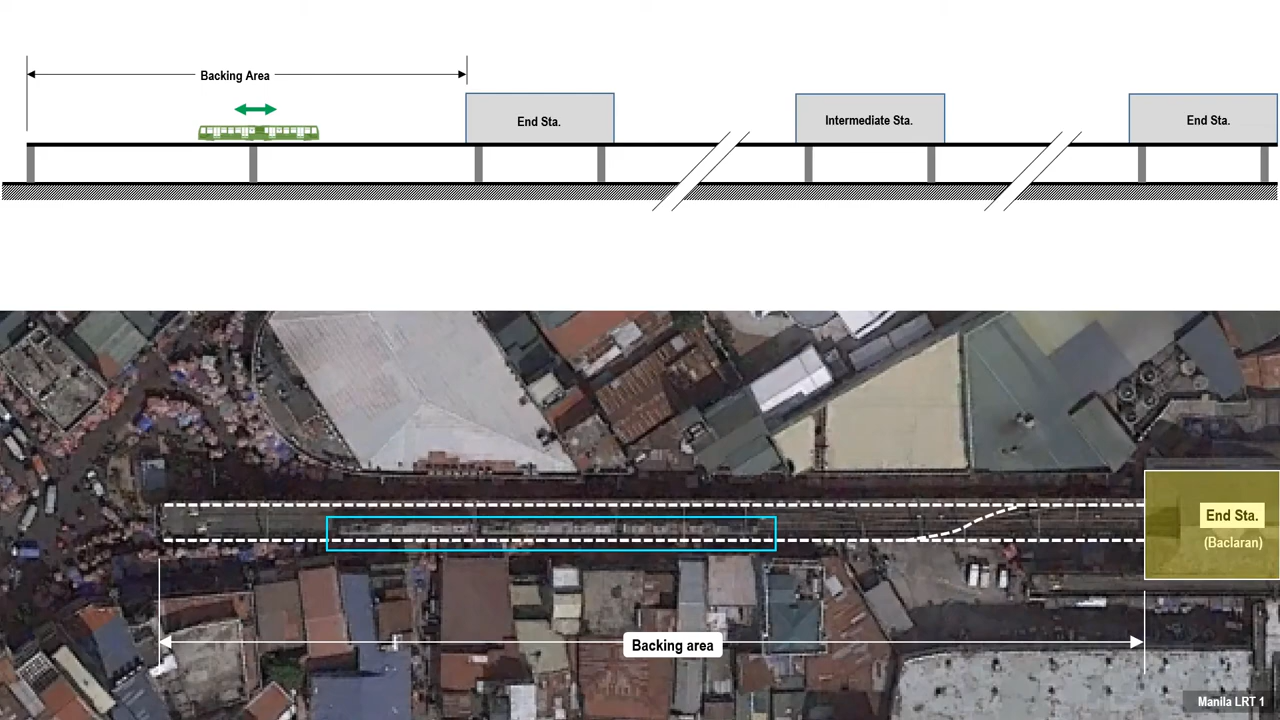 Backing Area
End Sta.
Intermediate Sta.
End Sta.
End Sta.
(Baclaran)
Backing area
Manila LRT 1